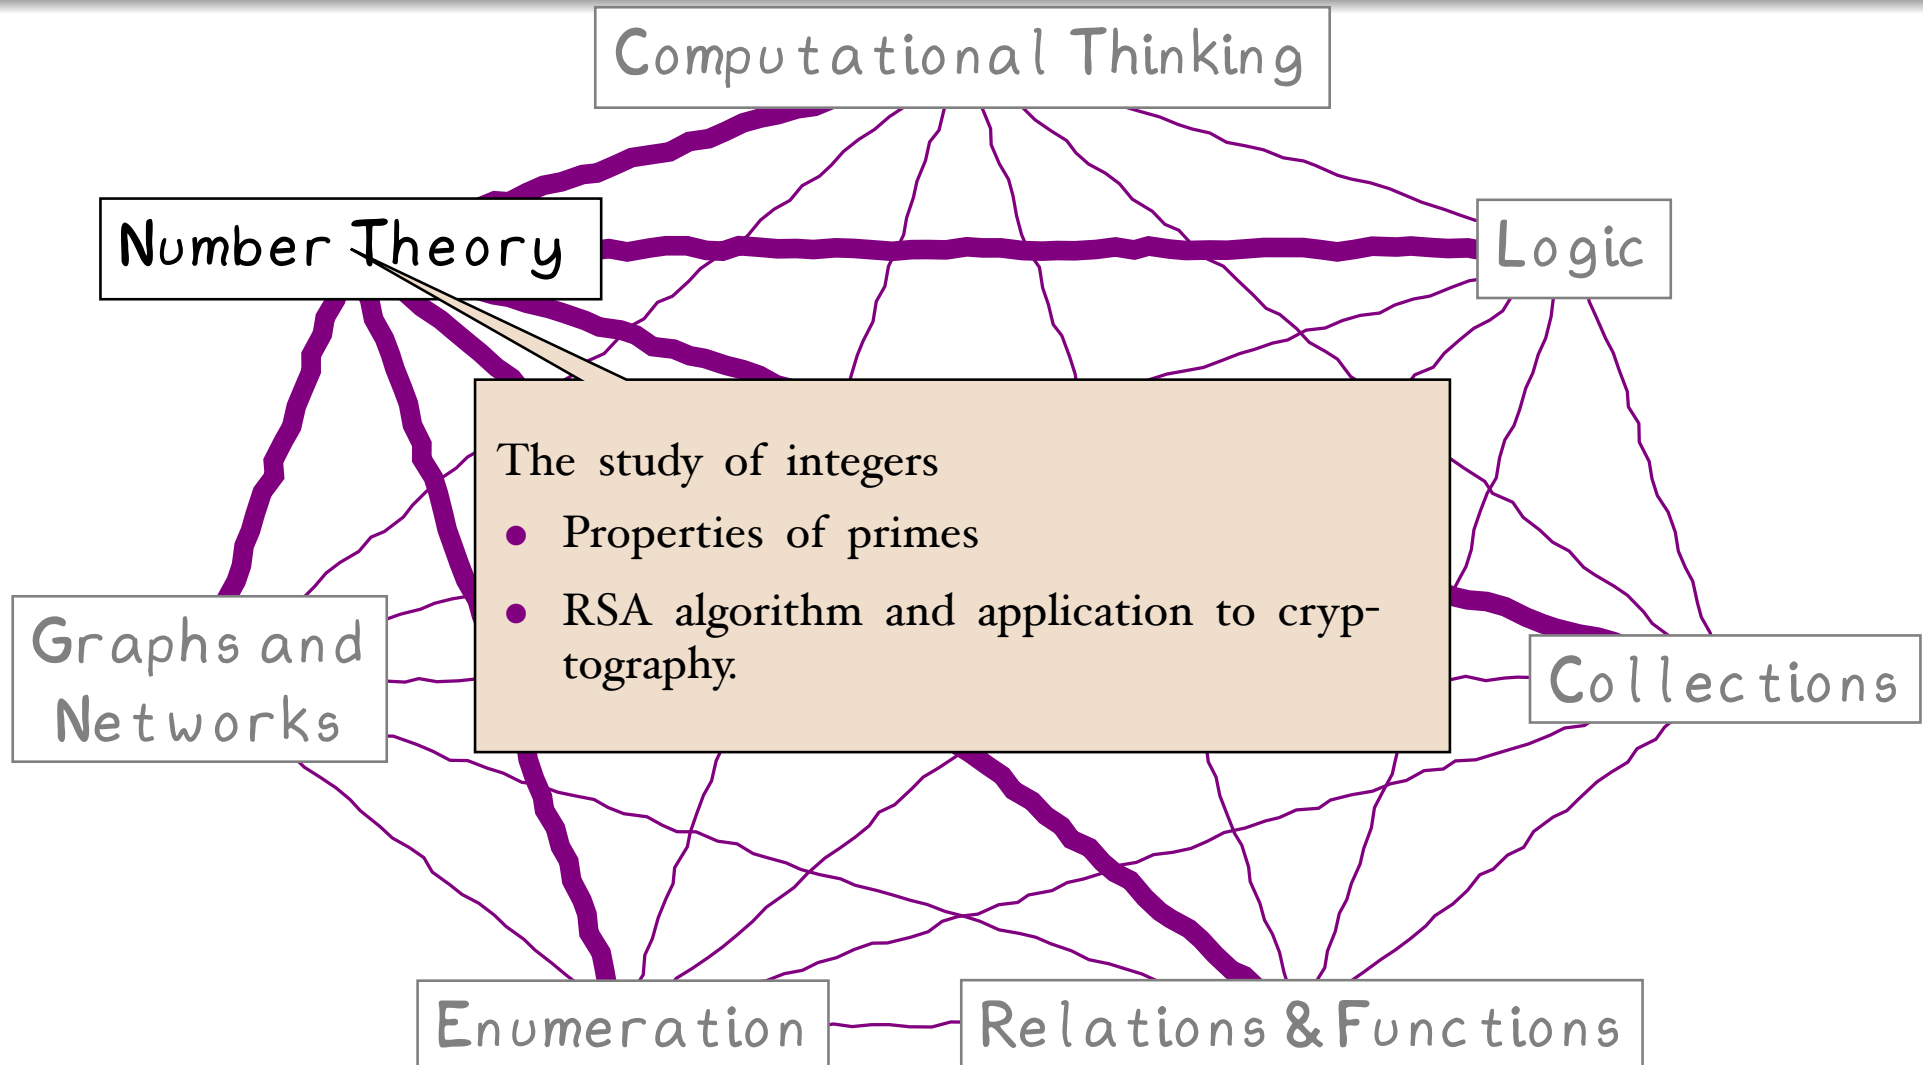 Computational Thinking
Number Theory
Logic
The study of integers
Properties of primes
RSA algorithm and application to cryp-
tography.
Graphs and
Networks
Collections
Enumeration
Relations & Functions